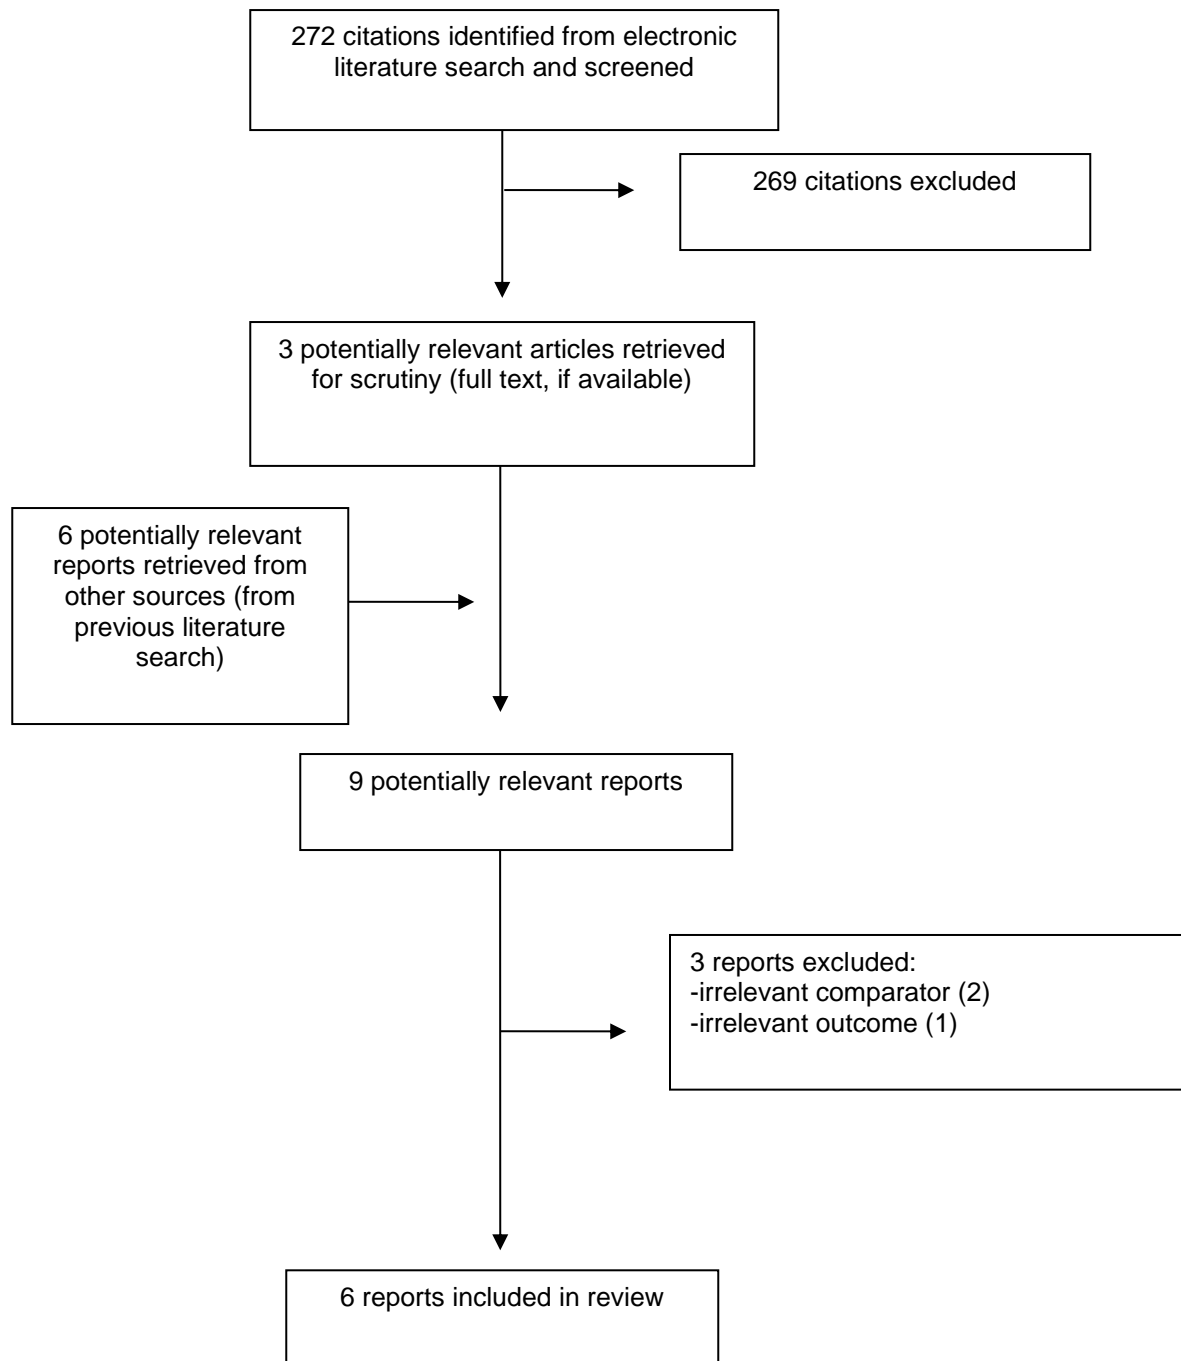 272 citations identified from electronic
literature search and screened
269 citations excluded
3 potentially relevant articles retrieved
for scrutiny (full text, if available)
6 potentially relevant
reports retrieved from
other sources (from
previous literature
search)
9 potentially relevant reports
3 reports excluded:
-irrelevant comparator (2)
-irrelevant outcome (1)
6 reports included in review